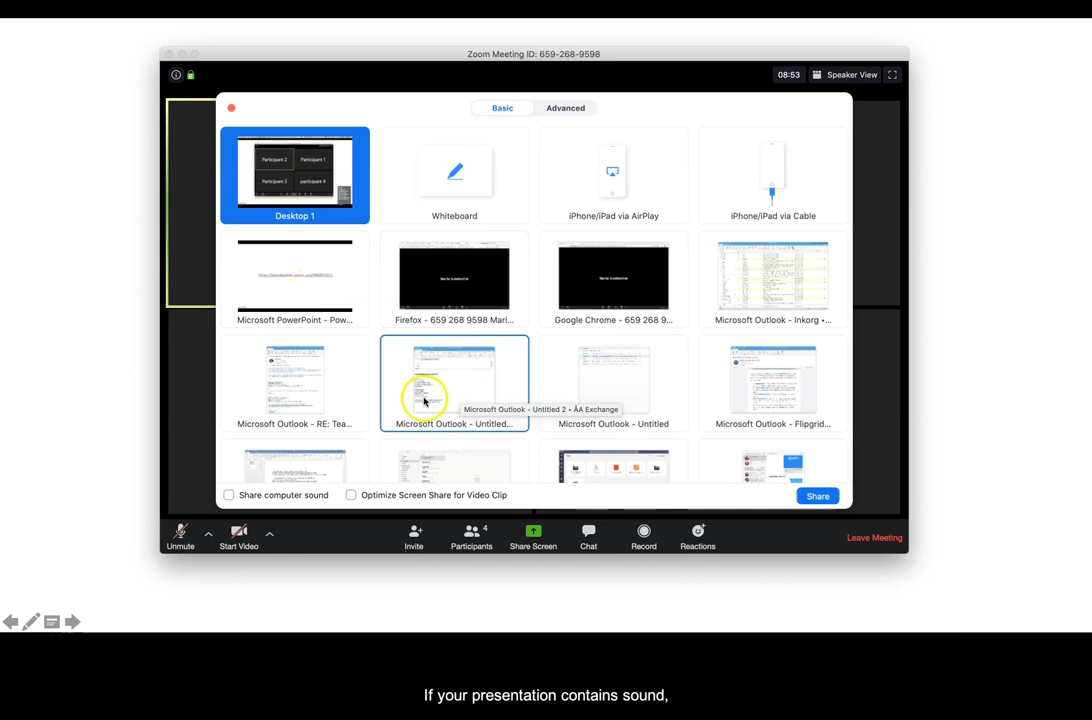 Zoom Meeting ID: 659-268-9598
08:53
Speaker View
Basic
Advanced
Participant 2
Participant 1
Participant 3
participant 4
Desktop 1
Whiteboard
iPhone/iPad via AirPlay
iPhone/iPad via Cable
Microsoft PowerPoint - Pow...
Firefox - 659 268 9598 Mari...
Google Chrome - 659 268 9...
Microsoft Outlook - Inkorg •...
Microsoft Outlook - RE: Tea...
Microsoft Outlook - Untitled...
Microsoft Outlook - Untitled 2 • ÅA Exchange
Microsoft Outlook - Untitled
Microsoft Outlook - Flipgrid...
Share computer sound
Optimize Screen Share for Video Clip
Share
Unmute
Start Video
Invite
4
Participants
Share Screen
Chat
Record
Reactions
Leave Meeting
If your presentation contains sound,